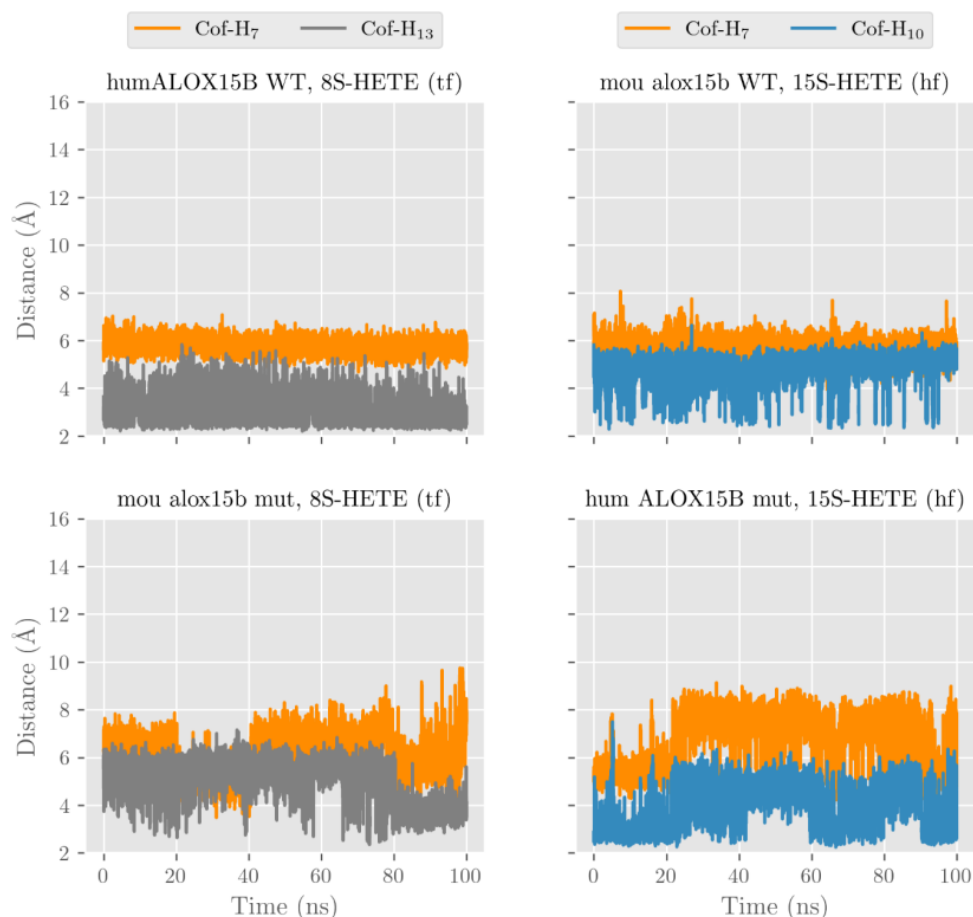 Cof-H₇ Cof-H₁₃
Cof-H₇ Cof-H₁₀
humALOX15B WT, 8S-HETE (tf)
16
14
12
10
8
6
4
2
Distance (Å)
mou alox15b WT, 15S-HETE (hf)
mou alox15b mut, 8S-HETE (tf)
16
14
12
10
8
6
4
2
Distance (Å)
0 20 40 60 80 100
Time (ns)
hum ALOX15B mut, 15S-HETE (hf)
0 20 40 60 80 100
Time (ns)